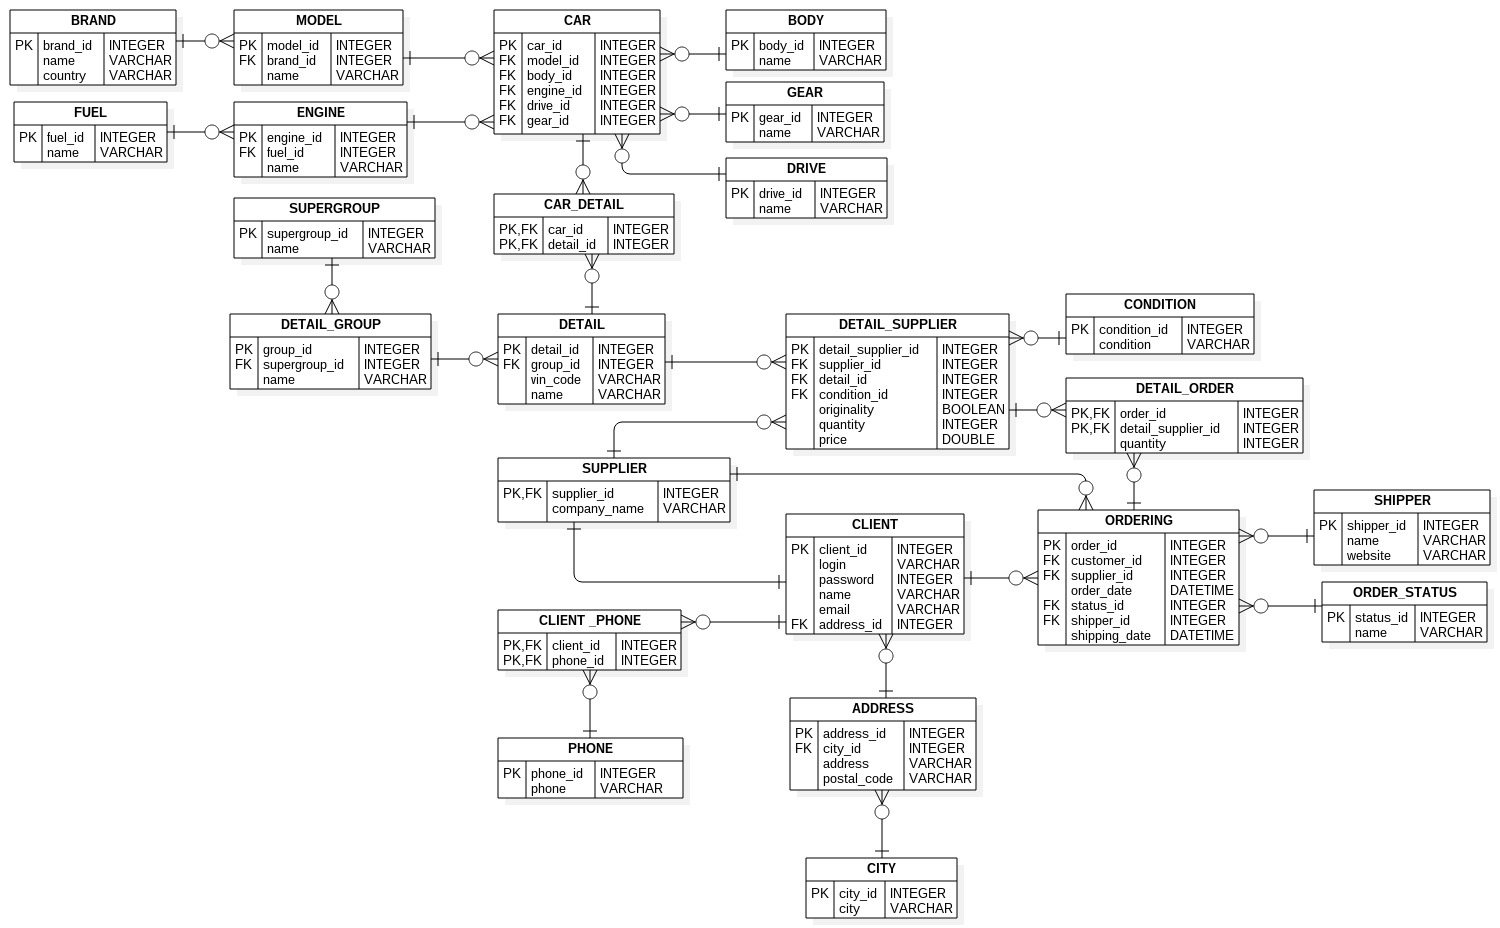 BRAND
PK brand_id INTEGER
name VARCHAR
country VARCHAR
MODEL
PK model_id INTEGER
FK brand_id INTEGER
name VARCHAR
CAR
PK car_id INTEGER
FK model_id INTEGER
FK body_id INTEGER
FK engine_id INTEGER
FK drive_id INTEGER
FK gear_id INTEGER
BODY
PK body_id INTEGER
name VARCHAR
FUEL
PK fuel_id INTEGER
name VARCHAR
ENGINE
PK engine_id INTEGER
FK fuel_id INTEGER
name VARCHAR
GEAR
PK gear_id INTEGER
name VARCHAR
DRIVE
PK drive_id INTEGER
name VARCHAR
SUPERGROUP
PK supergroup_id INTEGER
name VARCHAR
CAR_DETAIL
PK,FK car_id INTEGER
PK,FK detail_id INTEGER
DETAIL_GROUP
PK group_id INTEGER
FK supergroup_id INTEGER
name VARCHAR
DETAIL
PK detail_id INTEGER
FK group_id INTEGER
win_code VARCHAR
name VARCHAR
DETAIL_SUPPLIER
PK detail_supplier_id INTEGER
FK supplier_id INTEGER
FK detail_id INTEGER
FK condition_id INTEGER
originality BOOLEAN
quantity INTEGER
price DOUBLE
CONDITION
PK condition_id INTEGER
condition VARCHAR
DETAIL_ORDER
PK,FK order_id INTEGER
PK,FK detail_supplier_id INTEGER
quantity INTEGER
SUPPLIER
PK,FK supplier_id INTEGER
company_name VARCHAR
CLIENT
PK client_id INTEGER
login VARCHAR
password INTEGER
name VARCHAR
email VARCHAR
FK address_id INTEGER
ORDERING
PK order_id INTEGER
FK customer_id INTEGER
FK supplier_id INTEGER
order_date DATETIME
FK status_id INTEGER
FK shipper_id INTEGER
shipping_date DATETIME
SHIPPER
PK shipper_id INTEGER
name VARCHAR
website VARCHAR
ORDER_STATUS
PK status_id INTEGER
name VARCHAR
CLIENT _PHONE
PK,FK client_id INTEGER
PK,FK phone_id INTEGER
PHONE
PK phone_id INTEGER
phone VARCHAR
ADDRESS
PK address_id INTEGER
FK city_id INTEGER
address VARCHAR
postal_code VARCHAR
CITY
PK city_id INTEGER
city VARCHAR